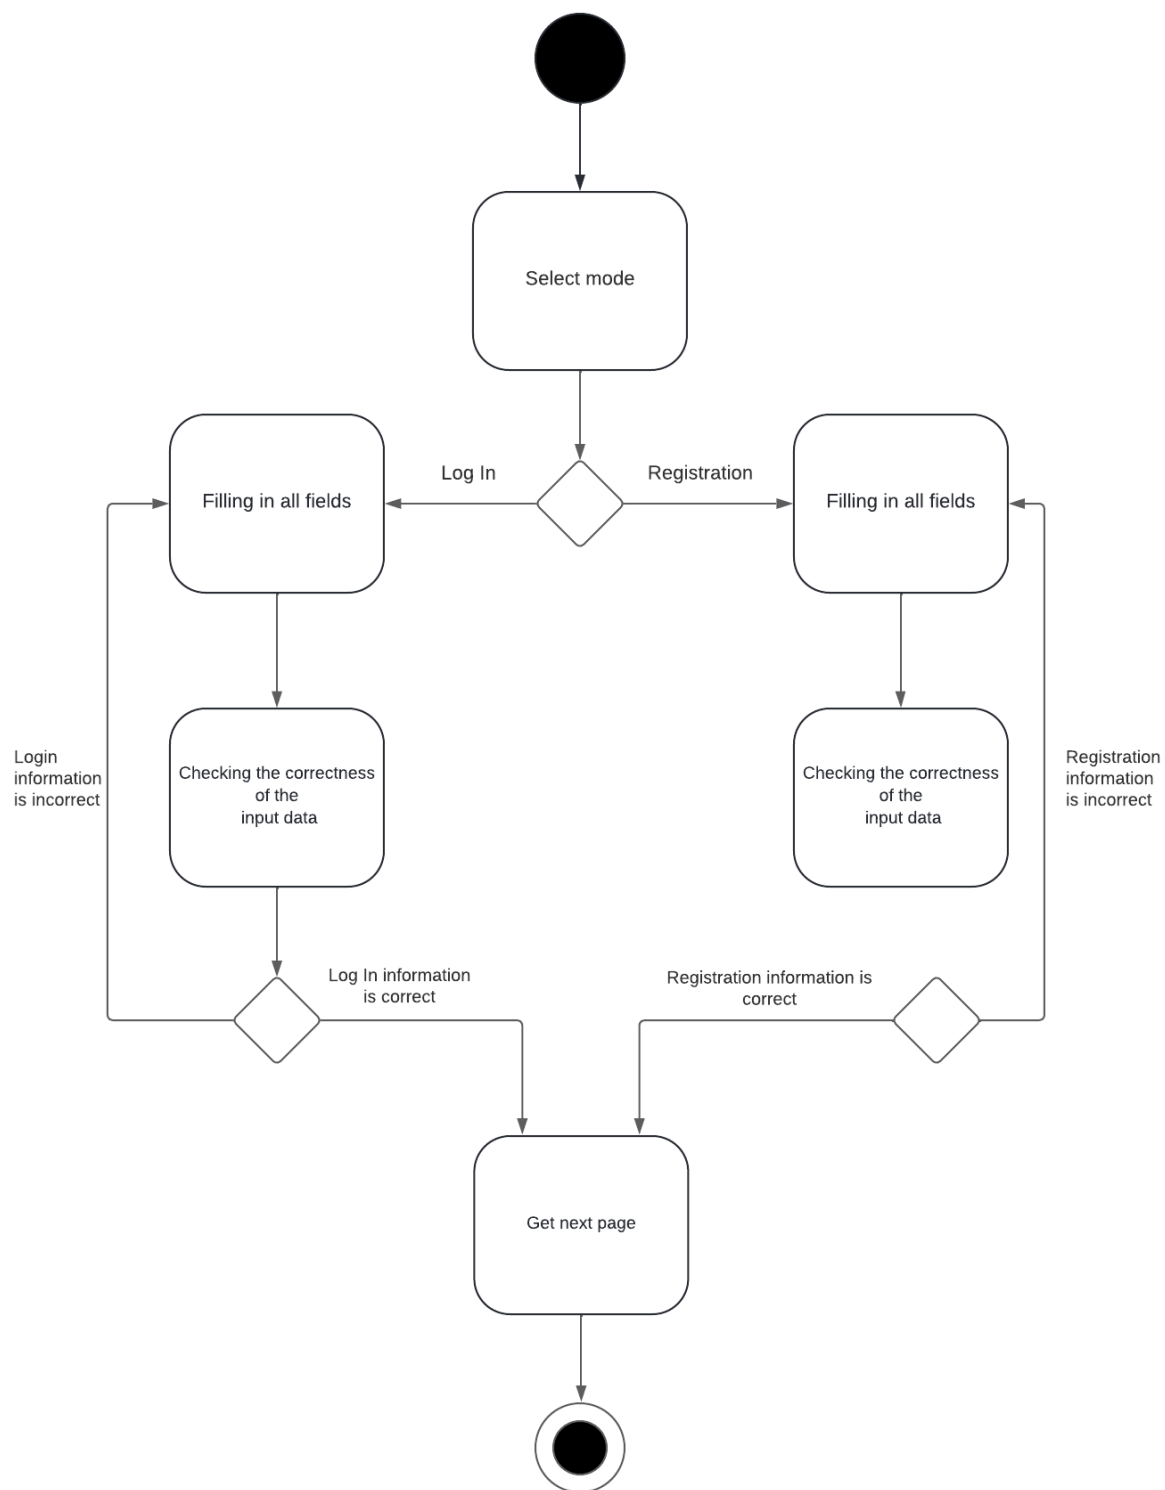 Select mode
Log In
Registration
Filling in all fields
Filling in all fields
Login
information
is incorrect
Checking the correctness
of the
input data
Checking the correctness
of the
input data
Registration
information
is incorrect
Log In information
is correct
Registration information is
correct
Get next page